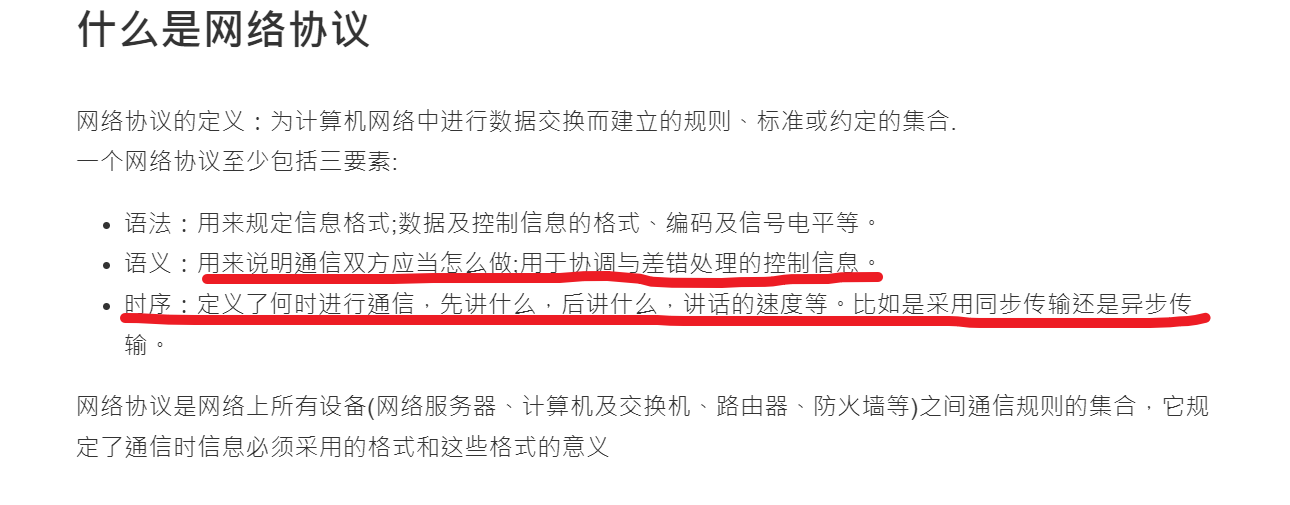 什么是网络协议
网络协议的定义：为计算机网络中进行数据交换而建立的规则、标准或约定的集合.
一个网络协议至少包括三要素:
• 语法：用来规定信息格式;数据及控制信息的格式、编码及信号电平等。
• 语义：用来说明通信双方应当怎么做;用于协调与差错处理的控制信息。
• 时序：定义了何时进行通信，先讲什么，后讲什么，讲话的速度等。比如是采用同步传输还是异步传
输。
网络协议是网络上所有设备(网络服务器、计算机及交换机、路由器、防火墙等)之间通信规则的集合，它规
定了通信时信息必须采用的格式和这些格式的意义